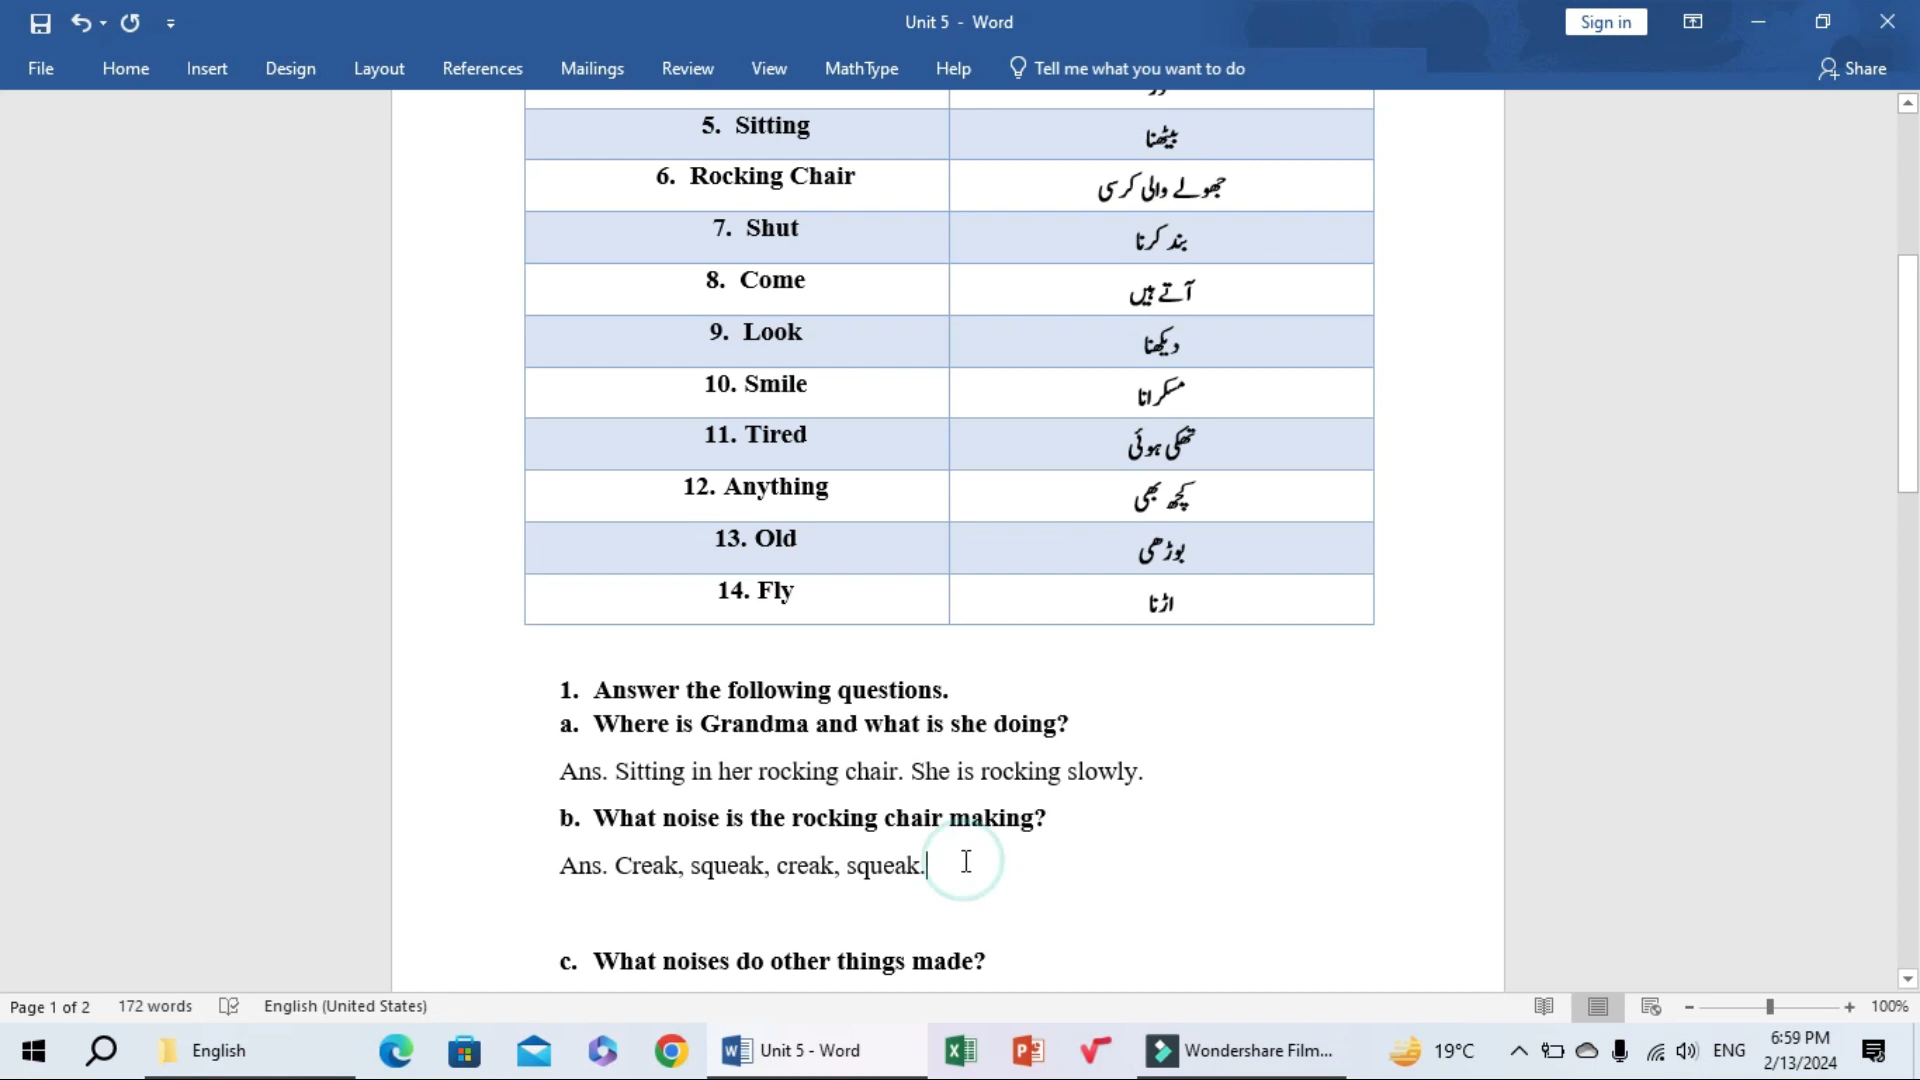 Unit 5 - Word
Sign in
File Home Insert Design Layout References Mailings Review View MathType Help Tell me what you want to do Share
5. Sitting بیٹھنا
6. Rocking Chair جھولے والی کرسی
7. Shut بند کرنا
8. Come آتے ہیں
9. Look دیکھنا
10. Smile مسکرانا
11. Tired تھکی ہوئی
12. Anything کچھ بھی
13. Old بوڑھی
14. Fly اڑنا
1. Answer the following questions.
a. Where is Grandma and what is she doing?
Ans. Sitting in her rocking chair. She is rocking slowly.
b. What noise is the rocking chair making?
Ans. Creak, squeak, creak, squeak.
c. What noises do other things made?
Page 1 of 2 172 words English (United States) 100%
English Unit 5 - Word Wondershare Film... 19°C ENG 6:59 PM
2/13/2024